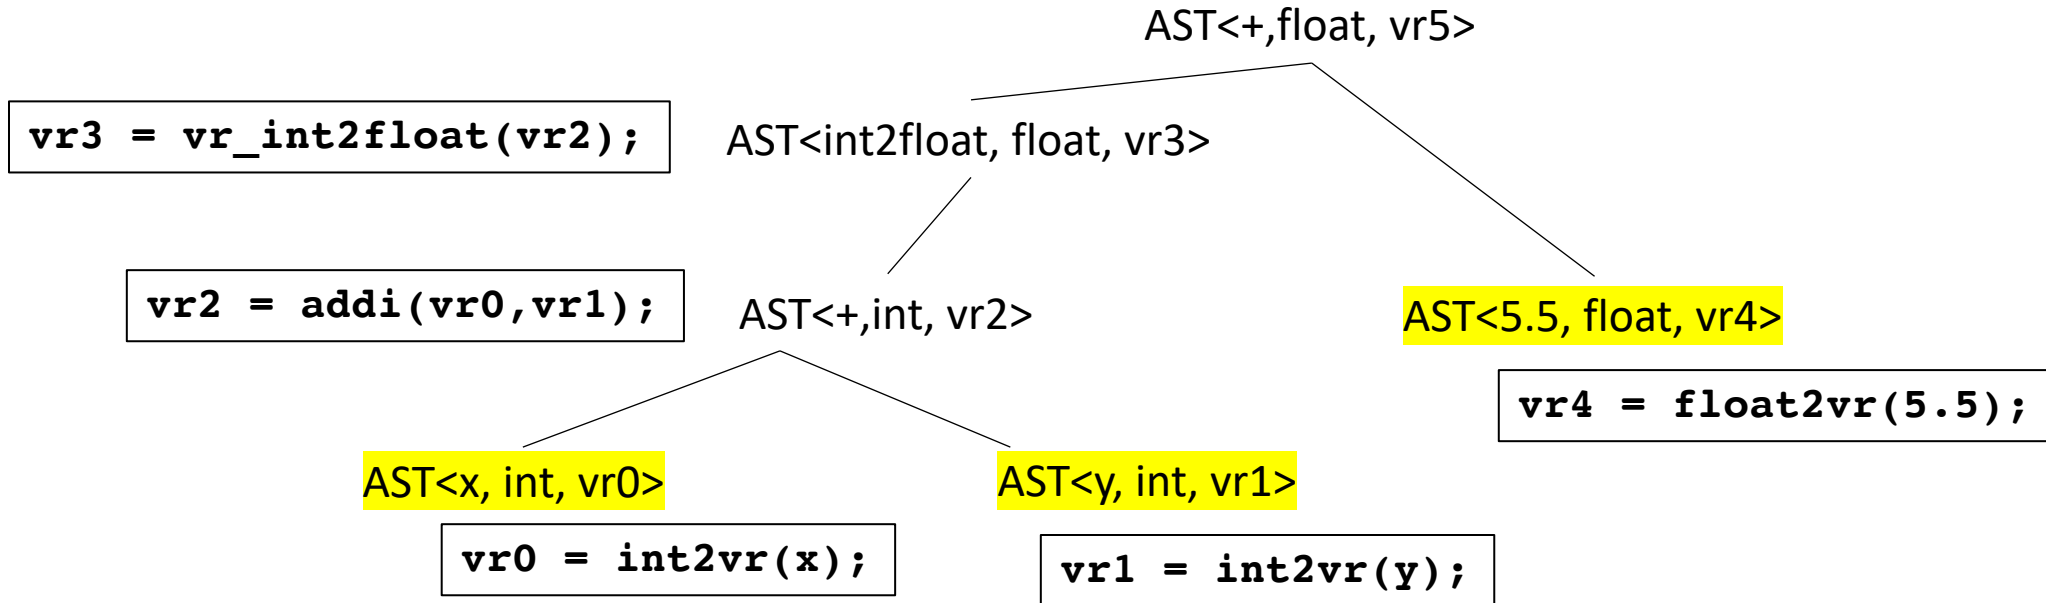 AST<+,float, vr5>
vr3 = vr_int2float(vr2);
AST<int2float, float, vr3>
vr2 = addi(vr0,vr1);
AST<+,int, vr2>
AST<5.5, float, vr4>
vr4 = float2vr(5.5);
AST<x, int, vr0>
AST<y, int, vr1>
vr0 = int2vr(x);
vr1 = int2vr(y);